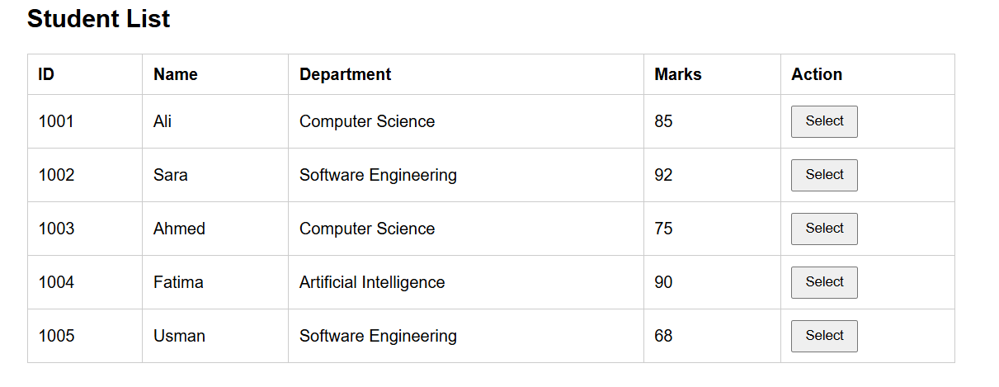 Student List
ID Name Department Marks Action
1001 Ali Computer Science 85 Select
1002 Sara Software Engineering 92 Select
1003 Ahmed Computer Science 75 Select
1004 Fatima Artificial Intelligence 90 Select
1005 Usman Software Engineering 68 Select